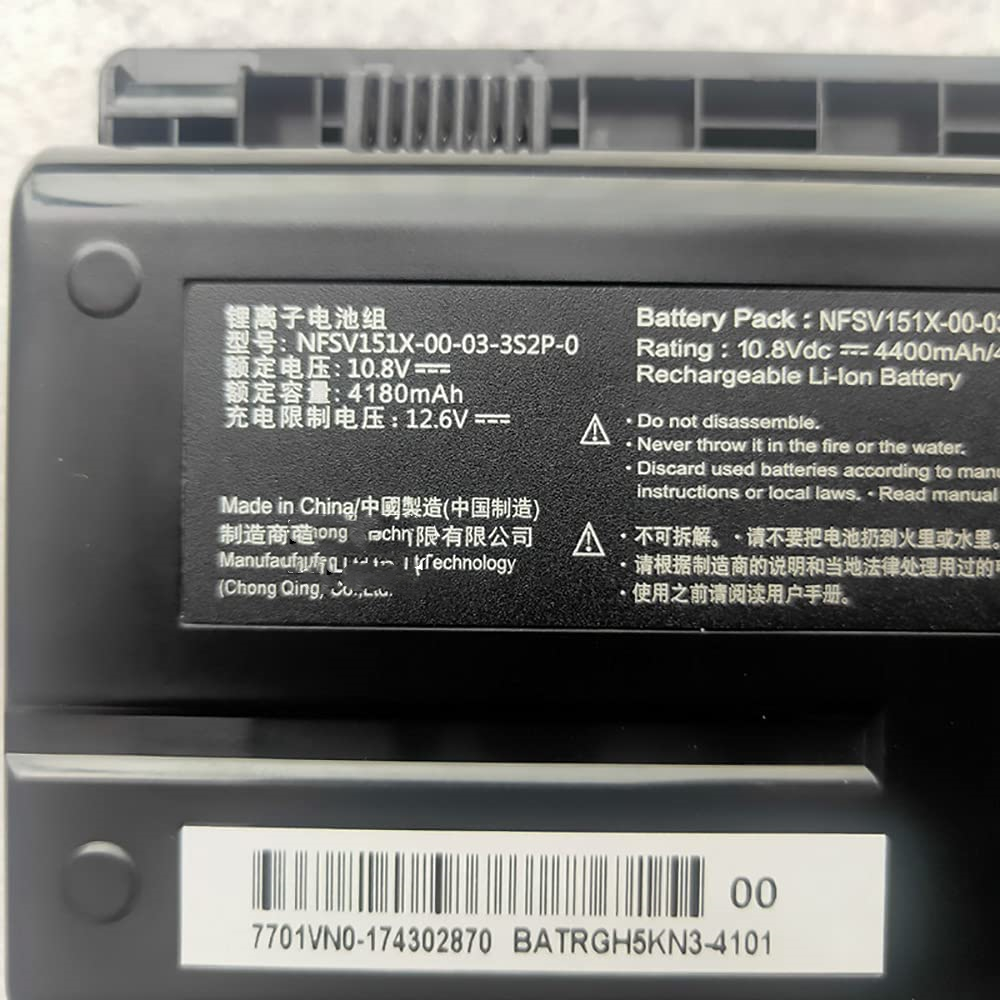 锂离子电池组
型号: NFSV151X-00-03-3S2P-0
额定电压: 10.8V
额定容量: 4180mAh
充电限制电压: 12.6V
Made in China/中國製造(中国制造)
制造商 有限公司
Technology
(Chong Qing,
Battery Pack : NFSV151X-00-0
Rating : 10.8Vdc 4400mAh/
Rechargeable Li-Ion Battery
· Do not disassemble.
· Never throw it in the fire or the water.
· Discard used batteries according to
instructions or local laws. · Read manual
· 不可拆解。 · 请不要把电池扔到火里或水里。
· 请根据制造商的说明和当地法律处理用过的
· 使用之前请阅读用户手册。
00
7701VN0-174302870 BATRGH5KN3-4101